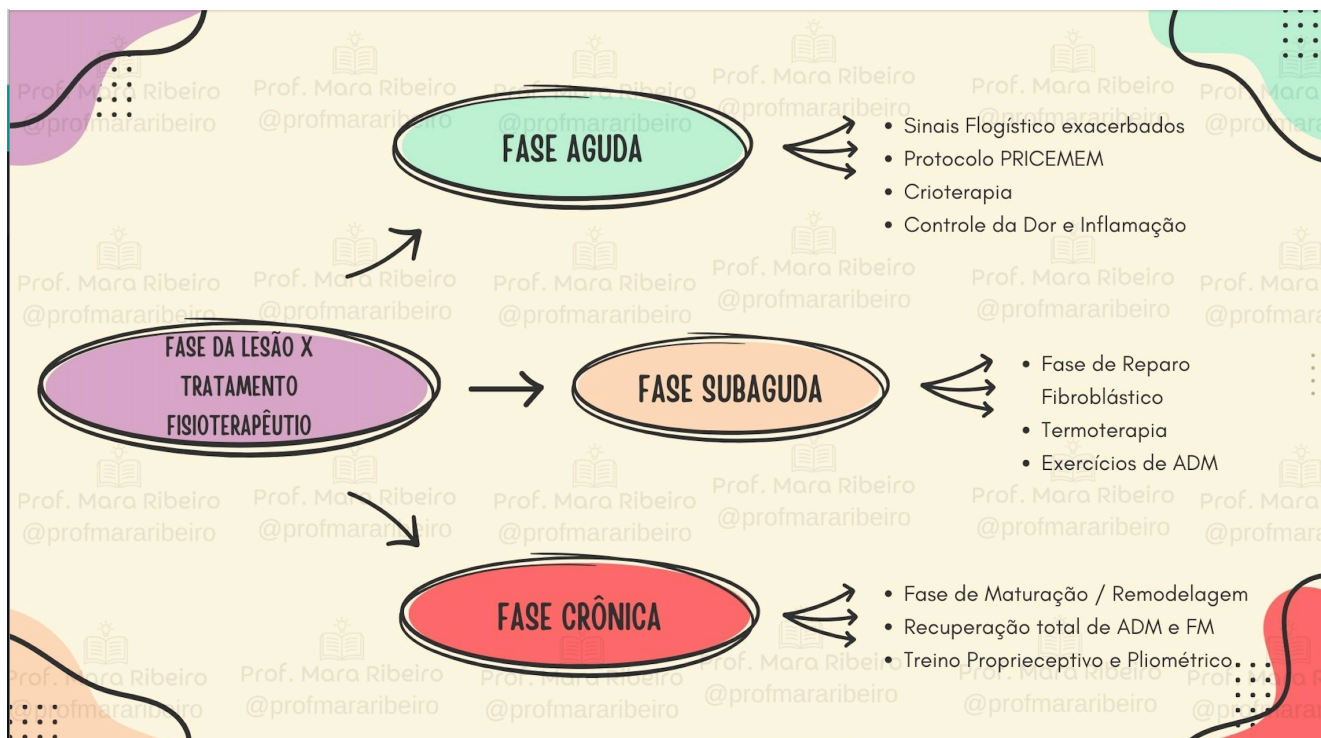 FASE DA LESÃO X
TRATAMENTO
FISIOTERAPÊUTIO
FASE AGUDA
• Sinais Flogístico exacerbados
• Protocolo PRICEMEM
• Crioterapia
• Controle da Dor e Inflamação
FASE SUBAGUDA
• Fase de Reparo
Fibroblástico
• Termoterapia
• Exercícios de ADM
FASE CRÔNICA
• Fase de Maturação / Remodelagem
• Recuperação total de ADM e FM
• Treino Proprieceptivo e Pliométrico
Prof. Mara Ribeiro
@profmararibeiro